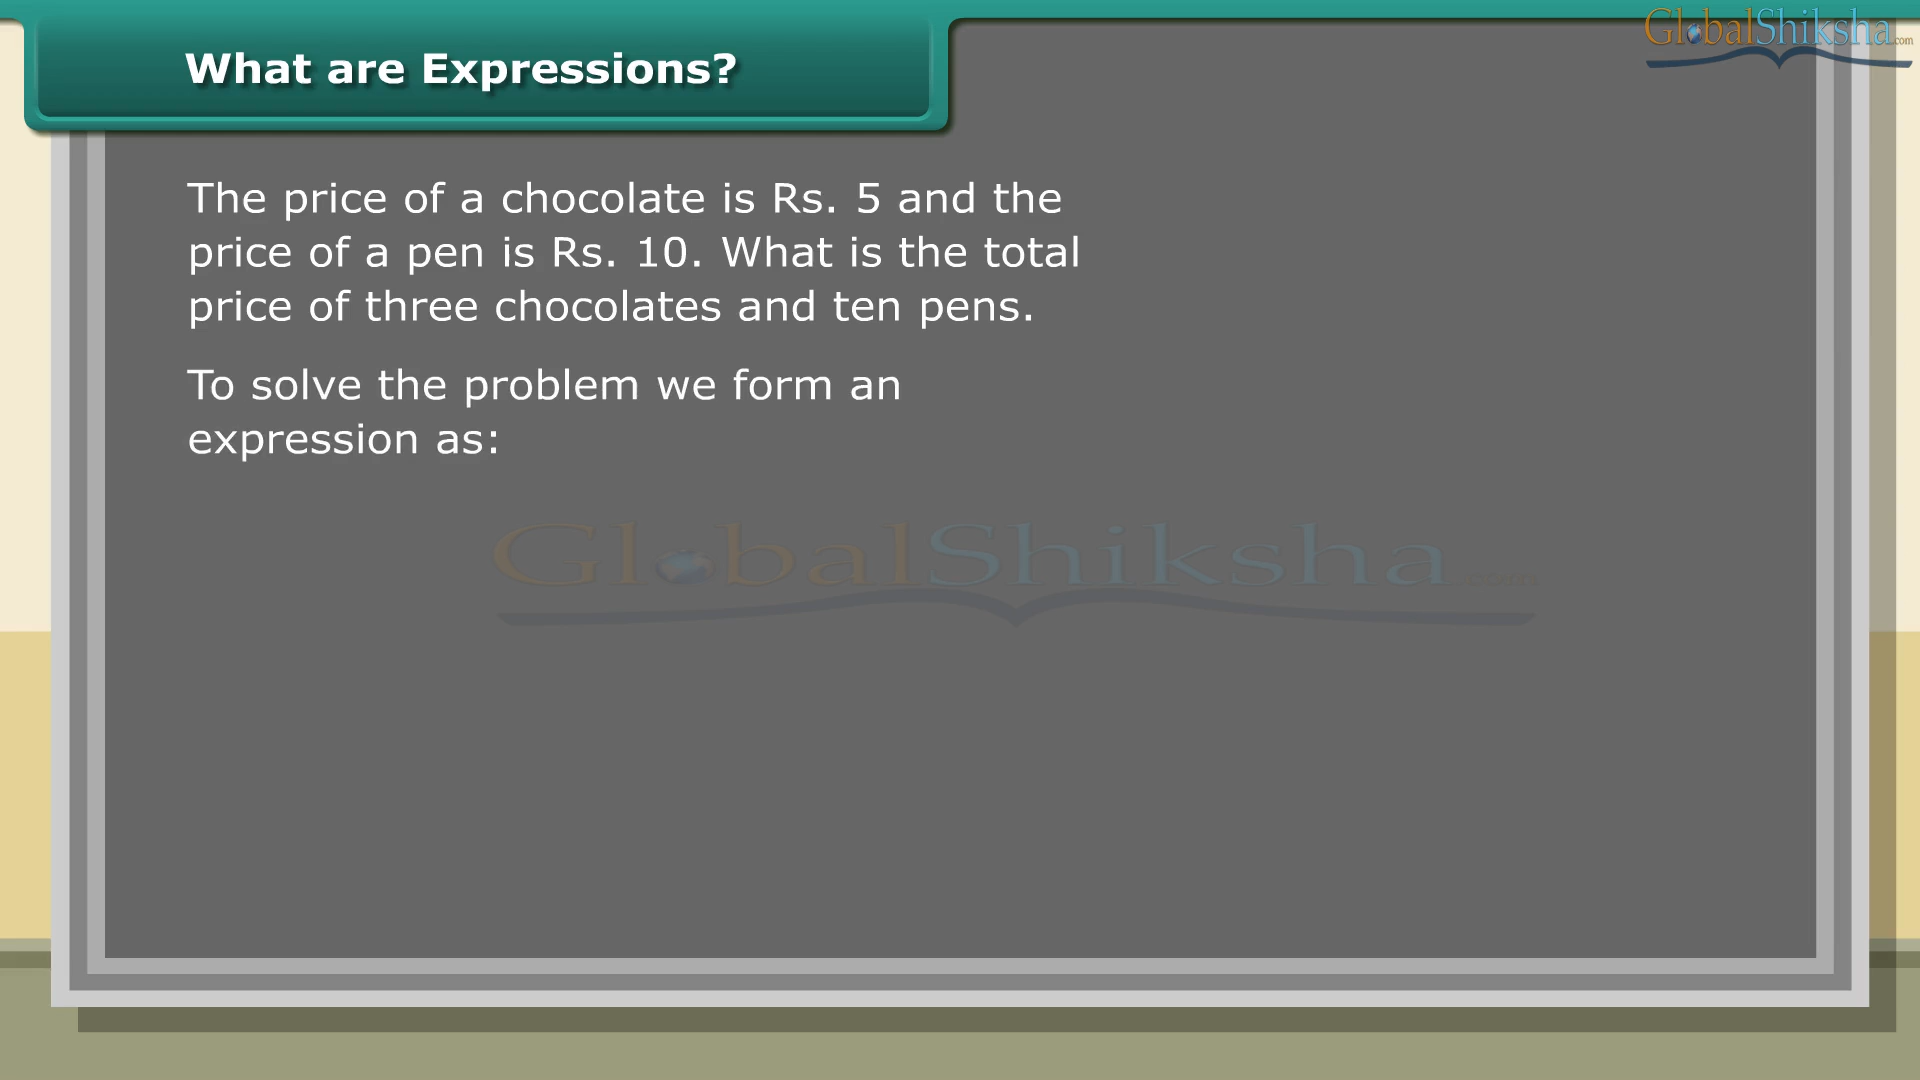 GlobalShiksha.com
What are Expressions?
The price of a chocolate is Rs. 5 and the
price of a pen is Rs. 10. What is the total
price of three chocolates and ten pens.
To solve the problem we form an
expression as:
GlobalShiksha